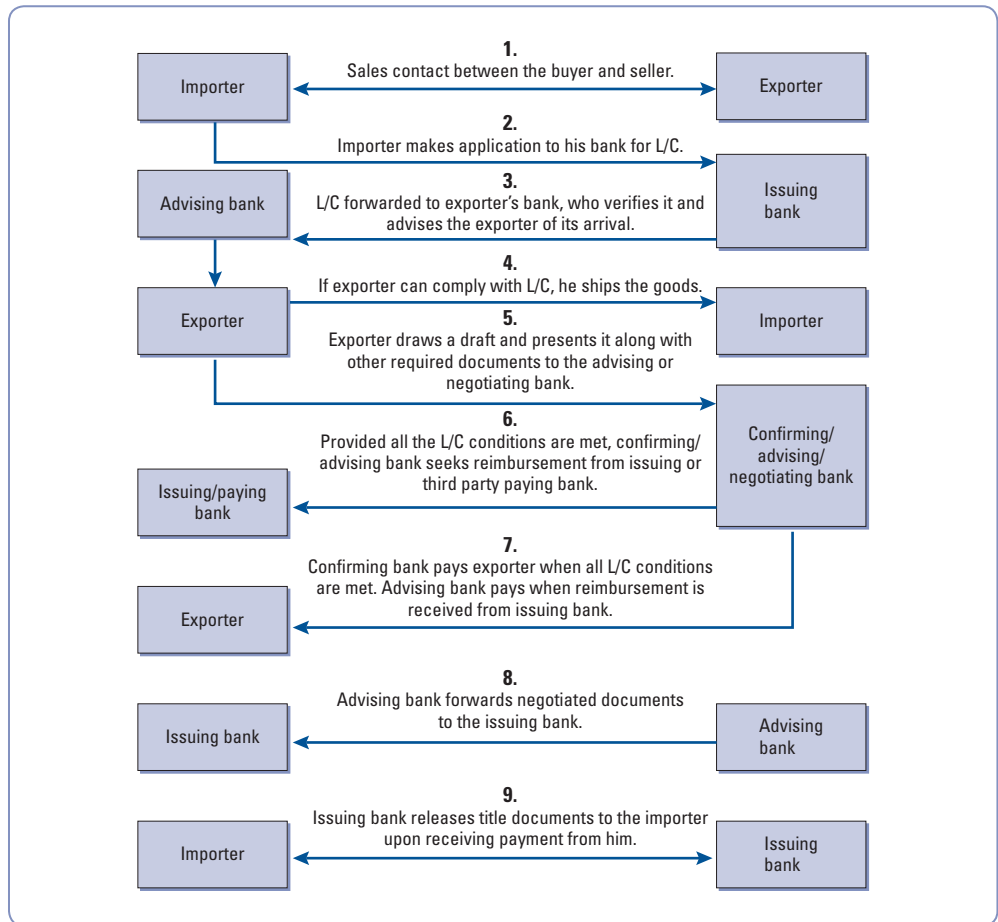 1.
Sales contact between the buyer and seller.
Importer
Exporter
2.
Importer makes application to his bank for L/C.
3.
L/C forwarded to exporter's bank, who verifies it and
advises the exporter of its arrival.
Advising bank
Issuing
bank
4.
If exporter can comply with L/C, he ships the goods.
Exporter
Importer
5.
Exporter draws a draft and presents it along with
other required documents to the advising or
negotiating bank.
6.
Provided all the L/C conditions are met, confirming/
advising bank seeks reimbursement from issuing or
third party paying bank.
Confirming/
advising/
negotiating bank
Issuing/paying
bank
7.
Confirming bank pays exporter when all L/C conditions
are met. Advising bank pays when reimbursement is
received from issuing bank.
Exporter
8.
Advising bank forwards negotiated documents
to the issuing bank.
Issuing bank
Advising
bank
9.
Issuing bank releases title documents to the importer
upon receiving payment from him.
Importer
Issuing
bank